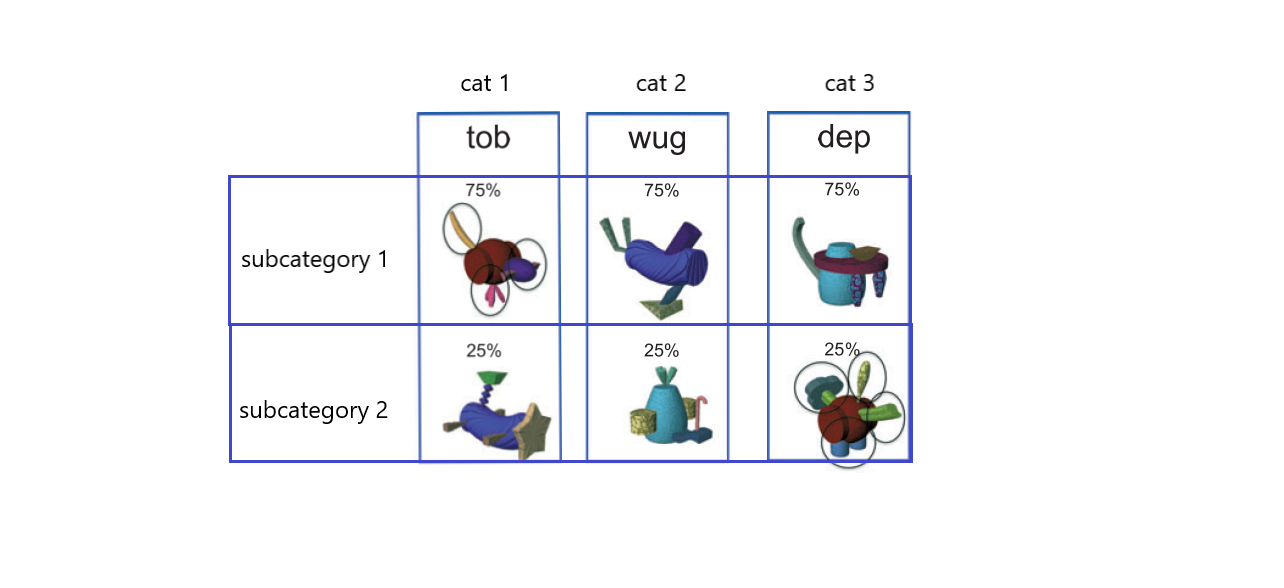 cat 1 cat 2 cat 3
tob wug dep
75% 75% 75%
subcategory 1
25% 25% 25%
subcategory 2